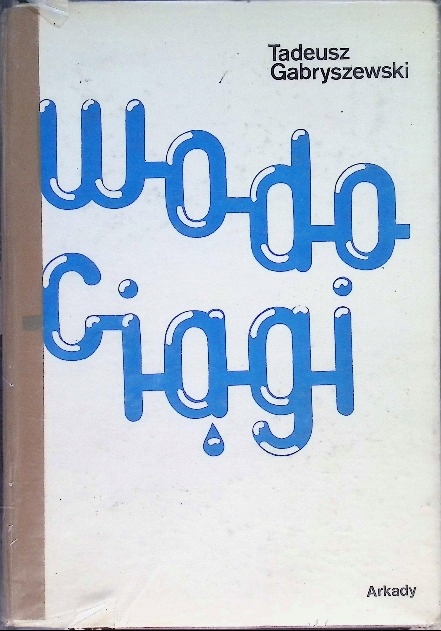 Tadeusz
Gabryszewski
wodo
ciągi
Arkady